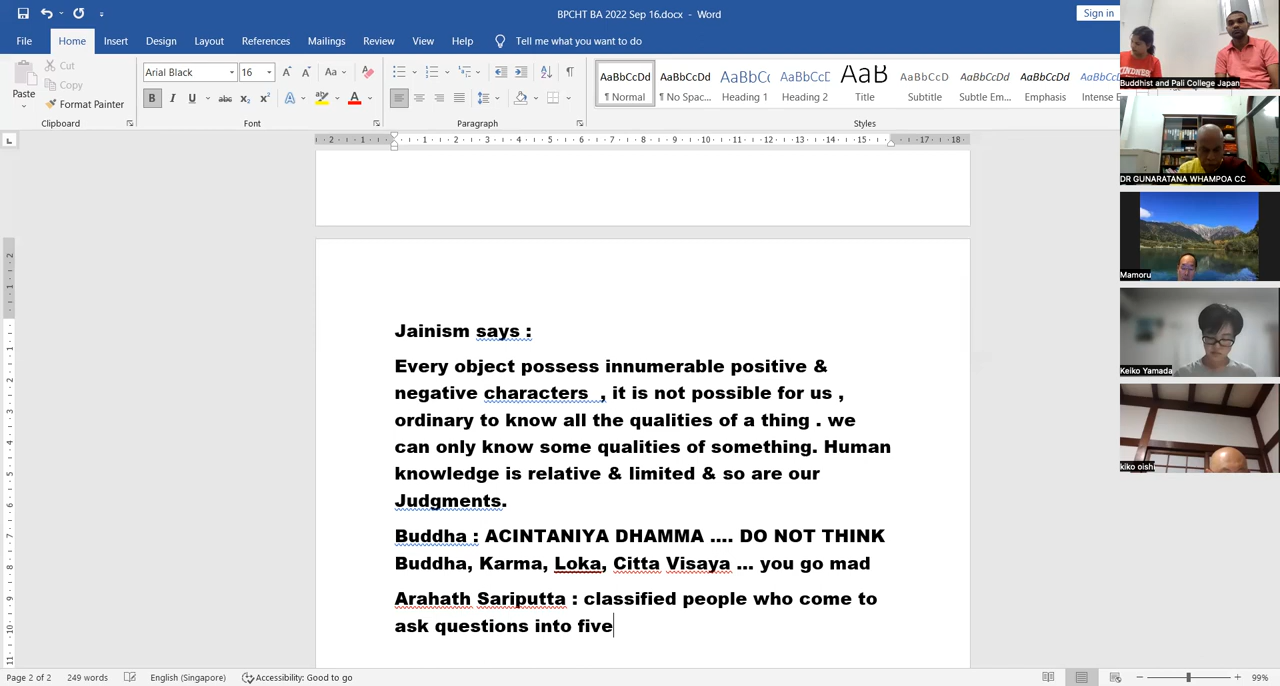 BPCHT BA 2022 Sep 16.docx - Word
Sign in
File Home Insert Design Layout References Mailings Review View Help Tell me what you want to do
Paste
Cut
Copy
Format Painter
Clipboard
Arial Black 16
Font
Paragraph
AaBbCcDd AaBbCcDd AaBbCc AaBbCcD AaB AaBbCcDd AaBbCcDd AaBbCcDd
¶ Normal ¶ No Spac... Heading 1 Heading 2 Title Subtitle Subtle Em... Emphasis Intense E
Styles
Jainism says :
Every object possess innumerable positive &
negative characters , it is not possible for us ,
ordinary to know all the qualities of a thing . we
can only know some qualities of something. Human
knowledge is relative & limited & so are our
Judgments.
Buddha : ACINTANIYA DHAMMA .... DO NOT THINK
Buddha, Karma, Loka, Citta Visaya ... you go mad
Arahath Sariputta : classified people who come to
ask questions into five
Buddhist and Pali College Japan
DR GUNARATANA WHAMPOA CC
Mamoru
Keiko Yamada
kiko oishi
Page 2 of 2 249 words English (Singapore) Accessibility: Good to go 99%